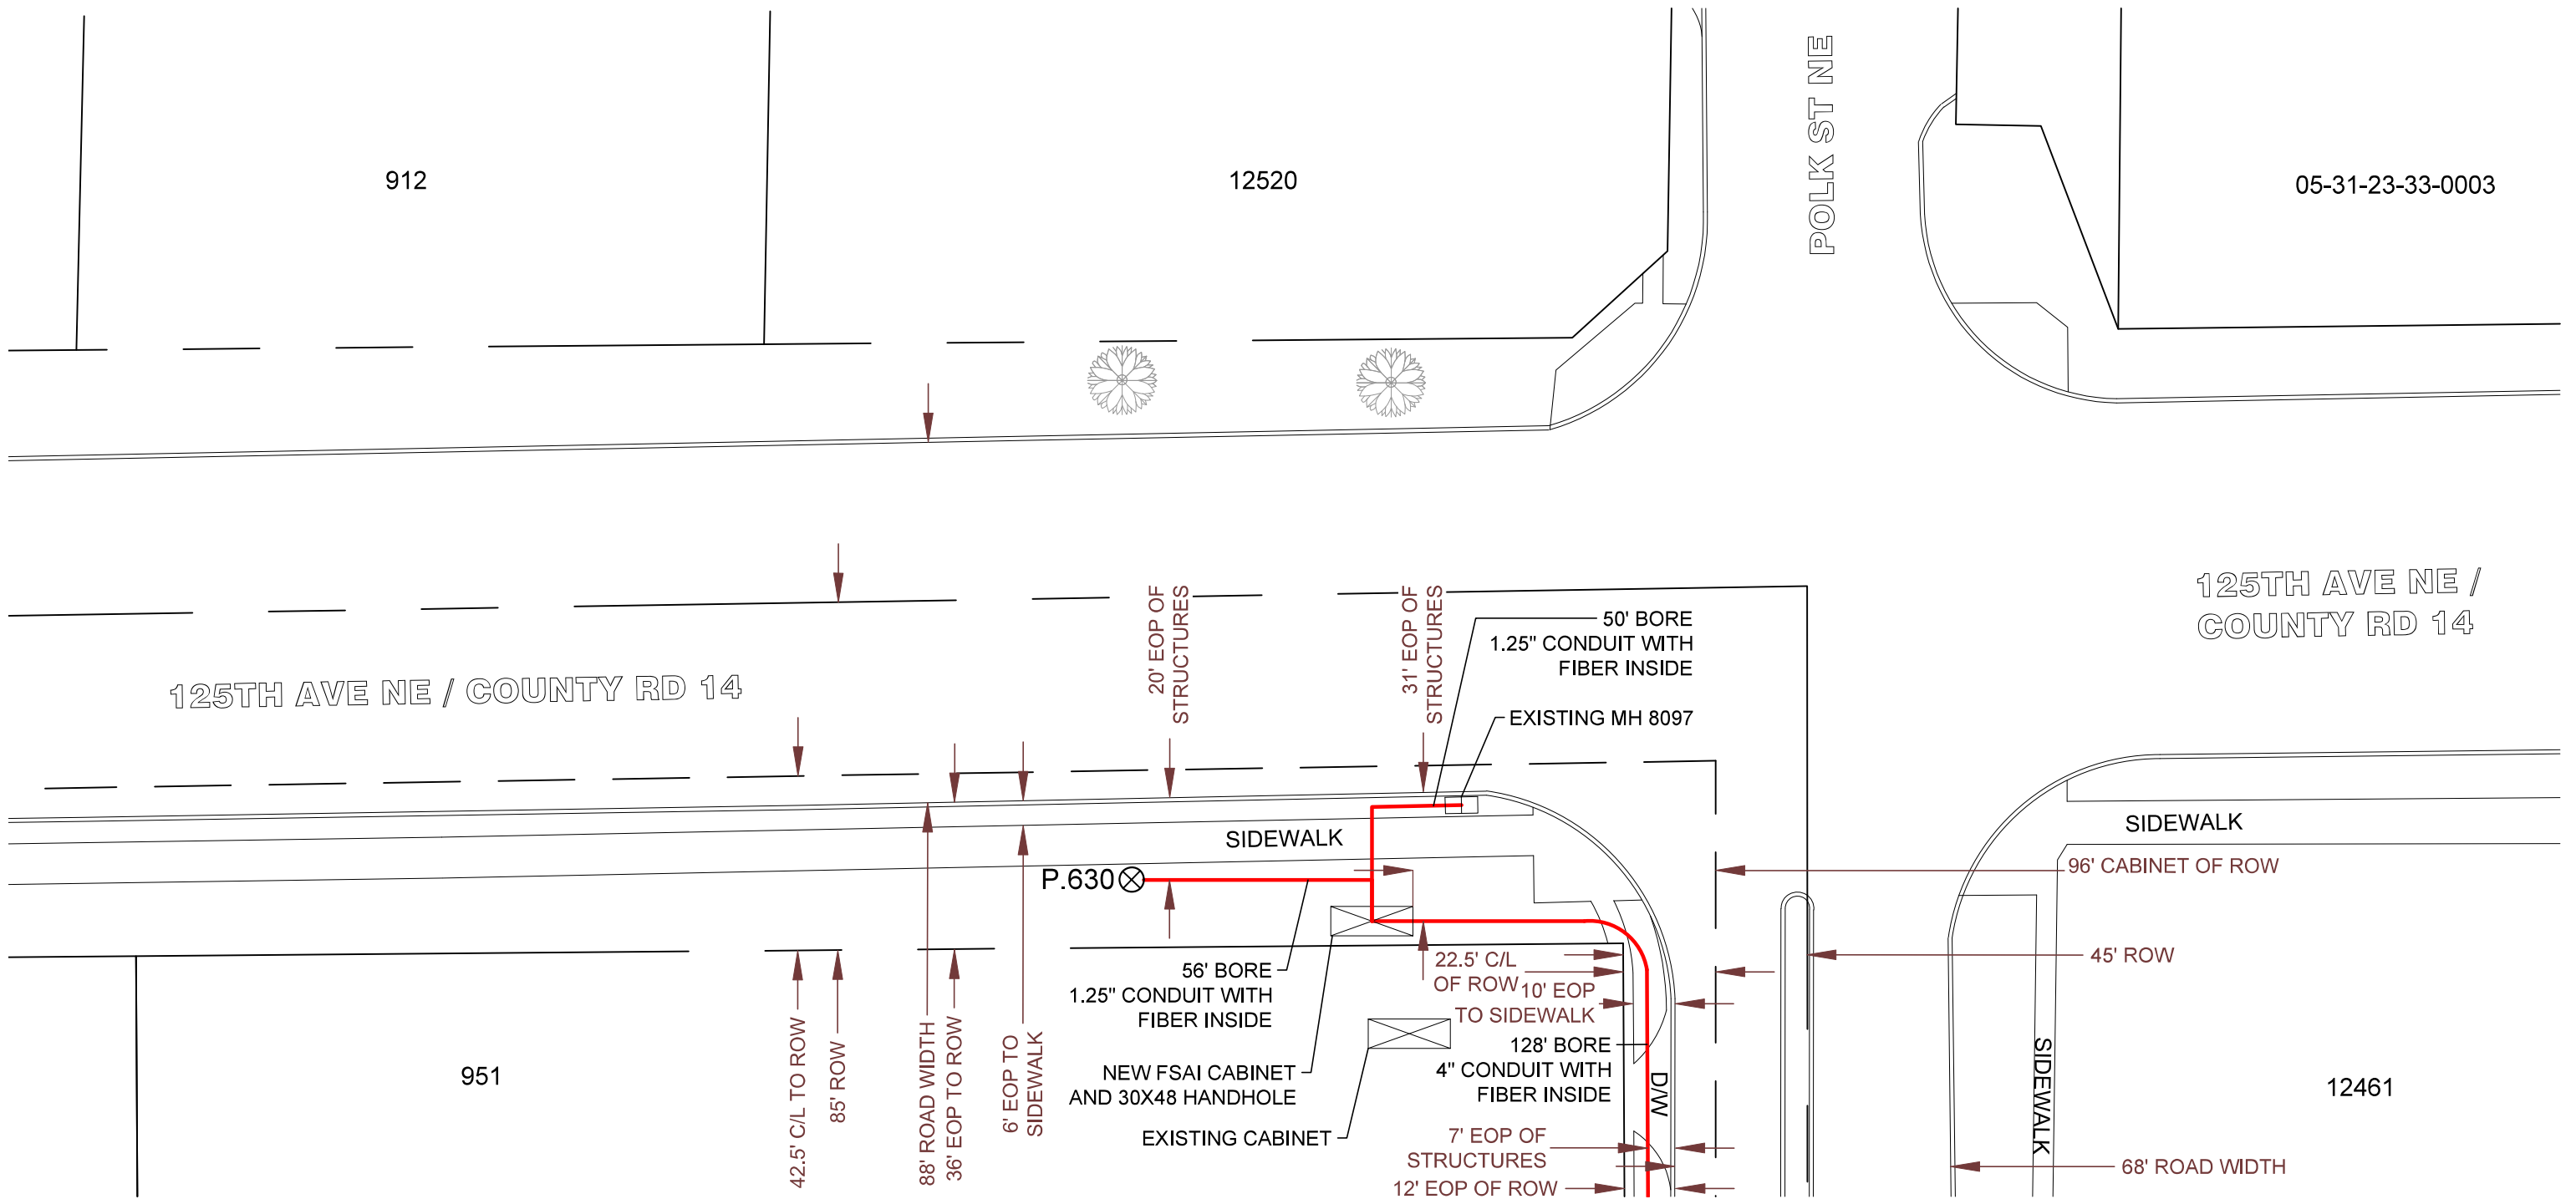 912
12520
POLK ST NE
05-31-23-33-0003
125TH AVE NE /
COUNTY RD 14
125TH AVE NE / COUNTY RD 14
20' EOP OF
STRUCTURES
31' EOP OF
STRUCTURES
50' BORE
1.25" CONDUIT WITH
FIBER INSIDE
EXISTING MH 8097
SIDEWALK
SIDEWALK
P.630
96' CABINET OF ROW
45' ROW
22.5' C/L
OF ROW
10' EOP
TO SIDEWALK
56' BORE
1.25" CONDUIT WITH
FIBER INSIDE
128' BORE
4" CONDUIT WITH
FIBER INSIDE
NEW FSAI CABINET
AND 30X48 HANDHOLE
EXISTING CABINET
7' EOP OF
STRUCTURES
12' EOP OF ROW
D/W
SIDEWALK
68' ROAD WIDTH
12461
951
42.5' C/L TO ROW
85' ROW
88' ROAD WIDTH
36' EOP TO ROW
6' EOP TO
SIDEWALK